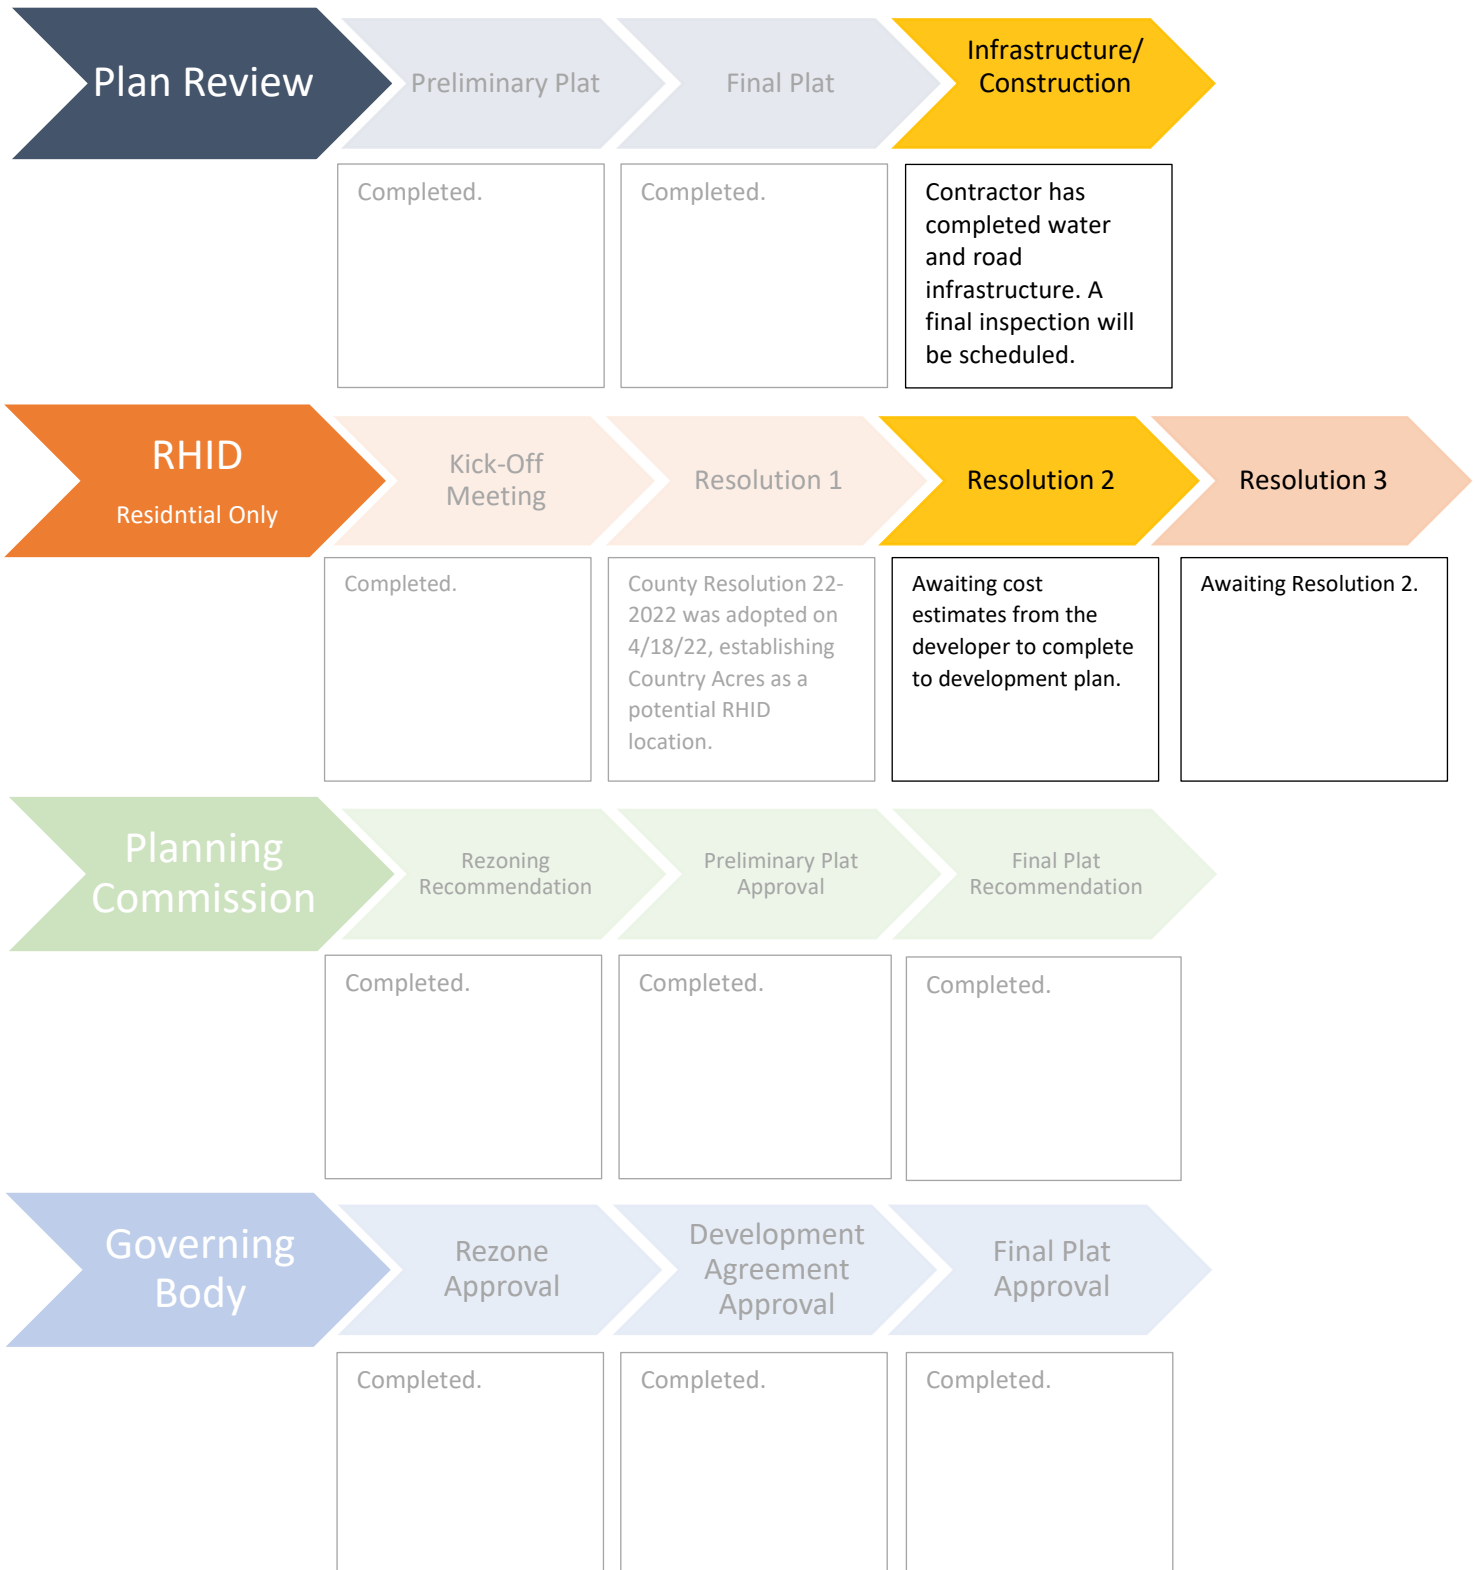 Plan Review
Preliminary Plat
Final Plat
Infrastructure/
Construction
Completed.
Completed.
Contractor has
completed water
and road
infrastructure. A
final inspection will
be scheduled.
RHID
Residntial Only
Kick-Off
Meeting
Resolution 1
Resolution 2
Resolution 3
Completed.
County Resolution 22-
2022 was adopted on
4/18/22, establishing
Country Acres as a
potential RHID
location.
Awaiting cost
estimates from the
developer to complete
to development plan.
Awaiting Resolution 2.
Planning
Commission
Rezoning
Recommendation
Preliminary Plat
Approval
Final Plat
Recommendation
Completed.
Completed.
Completed.
Governing
Body
Rezone
Approval
Development
Agreement
Approval
Final Plat
Approval
Completed.
Completed.
Completed.